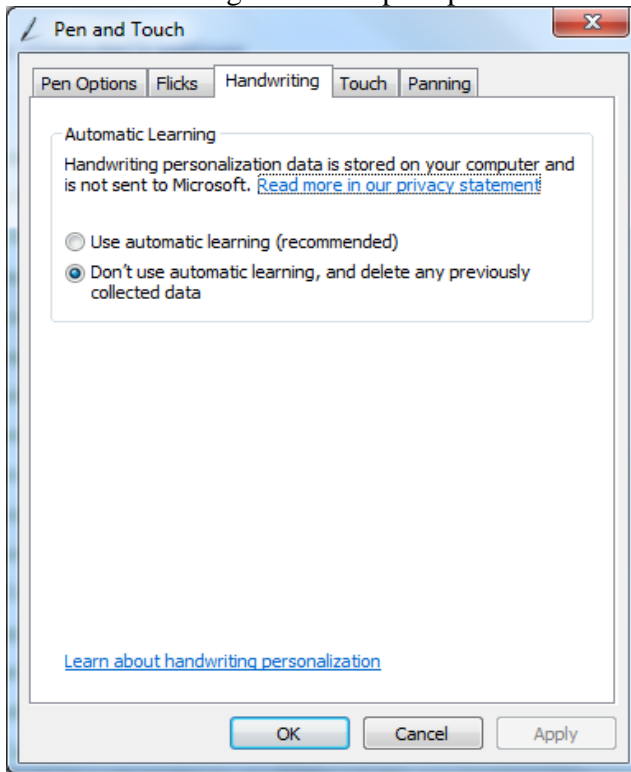 Pen and Touch
Pen Options Flicks Handwriting Touch Panning
Automatic Learning
Handwriting personalization data is stored on your computer and
is not sent to Microsoft. Read more in our privacy statement
Use automatic learning (recommended)
Don't use automatic learning, and delete any previously
collected data
Learn about handwriting personalization
OK Cancel Apply